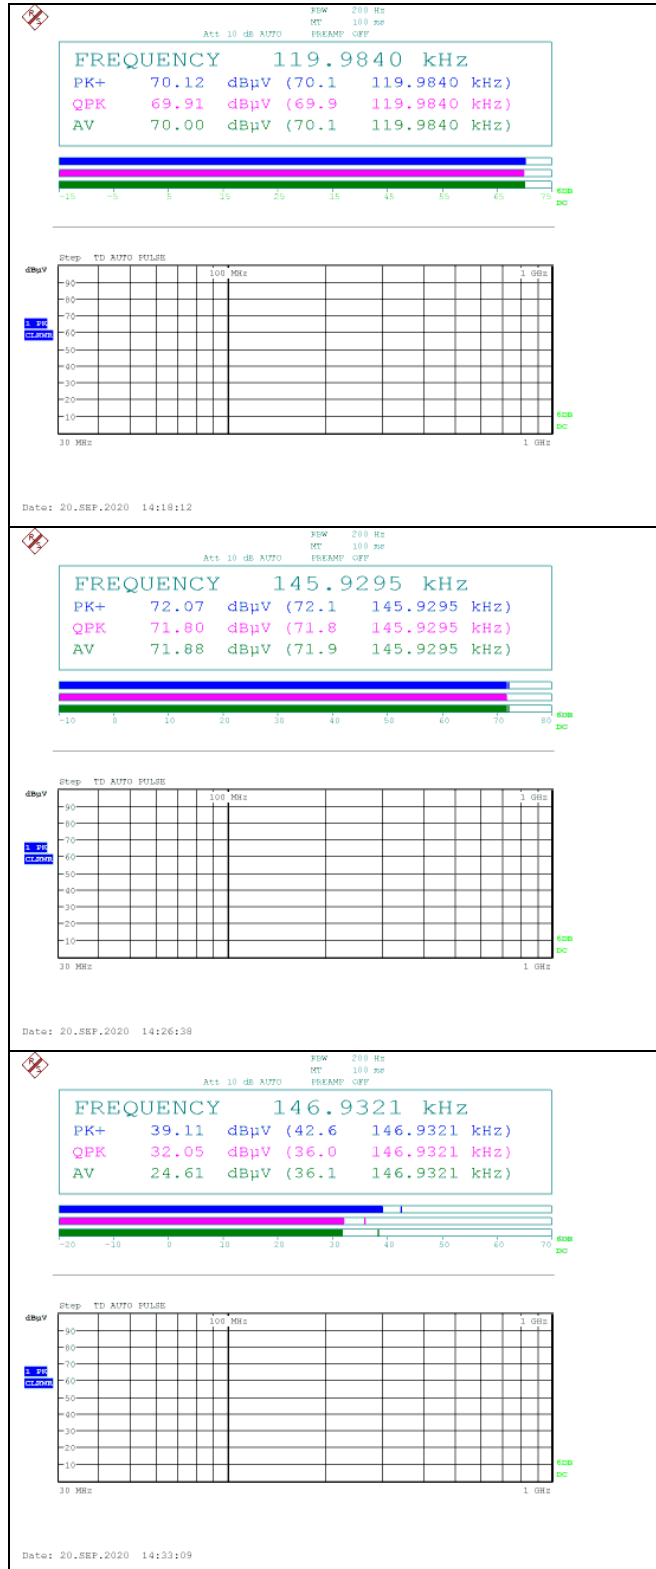 RBW 200 Hz
MT 100 ms
Att 10 dB AUTO PREAMP OFF
FREQUENCY 119.9840 kHz
PK+ 70.12 dBµV (70.1 119.9840 kHz)
QPK 69.91 dBµV (69.9 119.9840 kHz)
AV 70.00 dBµV (70.1 119.9840 kHz)
-15 -5 5 15 25 35 45 55 65 75
6DB
DC
Step TD AUTO PULSE
dBµV
100 MHz 1 GHz
90
80
70
1 PK
60
CLRWR
50
40
30
20
10
6DB
DC
30 MHz 1 GHz
Date: 20.SEP.2020 14:18:12
RBW 200 Hz
MT 100 ms
Att 10 dB AUTO PREAMP OFF
FREQUENCY 145.9295 kHz
PK+ 72.07 dBµV (72.1 145.9295 kHz)
QPK 71.80 dBµV (71.8 145.9295 kHz)
AV 71.88 dBµV (71.9 145.9295 kHz)
-10 0 10 20 30 40 50 60 70 80
6DB
DC
Step TD AUTO PULSE
dBµV
100 MHz 1 GHz
90
80
70
1 PK
60
CLRWR
50
40
30
20
10
6DB
DC
30 MHz 1 GHz
Date: 20.SEP.2020 14:26:38
RBW 200 Hz
MT 100 ms
Att 10 dB AUTO PREAMP OFF
FREQUENCY 146.9321 kHz
PK+ 39.11 dBµV (42.6 146.9321 kHz)
QPK 32.05 dBµV (36.0 146.9321 kHz)
AV 24.61 dBµV (36.1 146.9321 kHz)
-20 -10 0 10 20 30 40 50 60 70
6DB
DC
Step TD AUTO PULSE
dBµV
100 MHz 1 GHz
90
80
70
1 PK
60
CLRWR
50
40
30
20
10
6DB
DC
30 MHz 1 GHz
Date: 20.SEP.2020 14:33:09